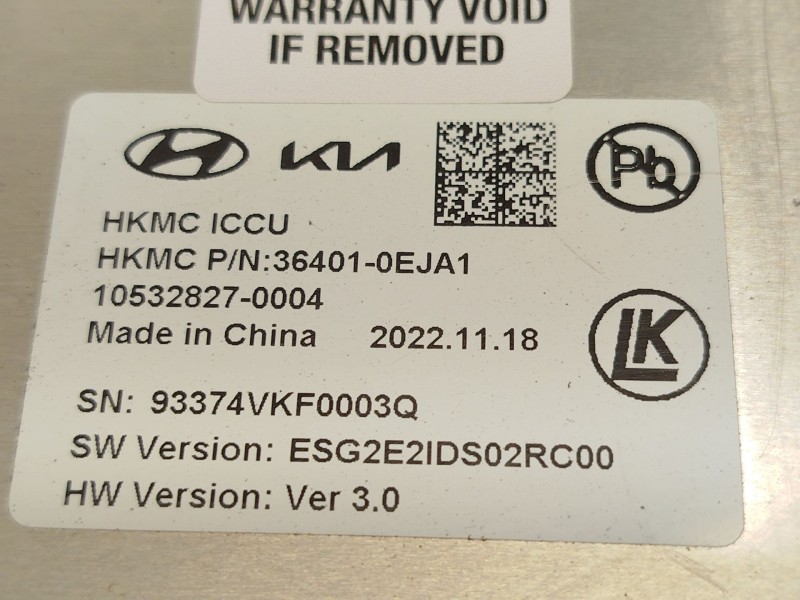 WARRANTY VOID
IF REMOVED
KIA
Pb
HKMC ICCU
HKMC P/N:36401-0EJA1
10532827-0004
Made in China 2022.11.18
LK
SN: 93374VKF0003Q
SW Version: ESG2E2IDS02RC00
HW Version: Ver 3.0